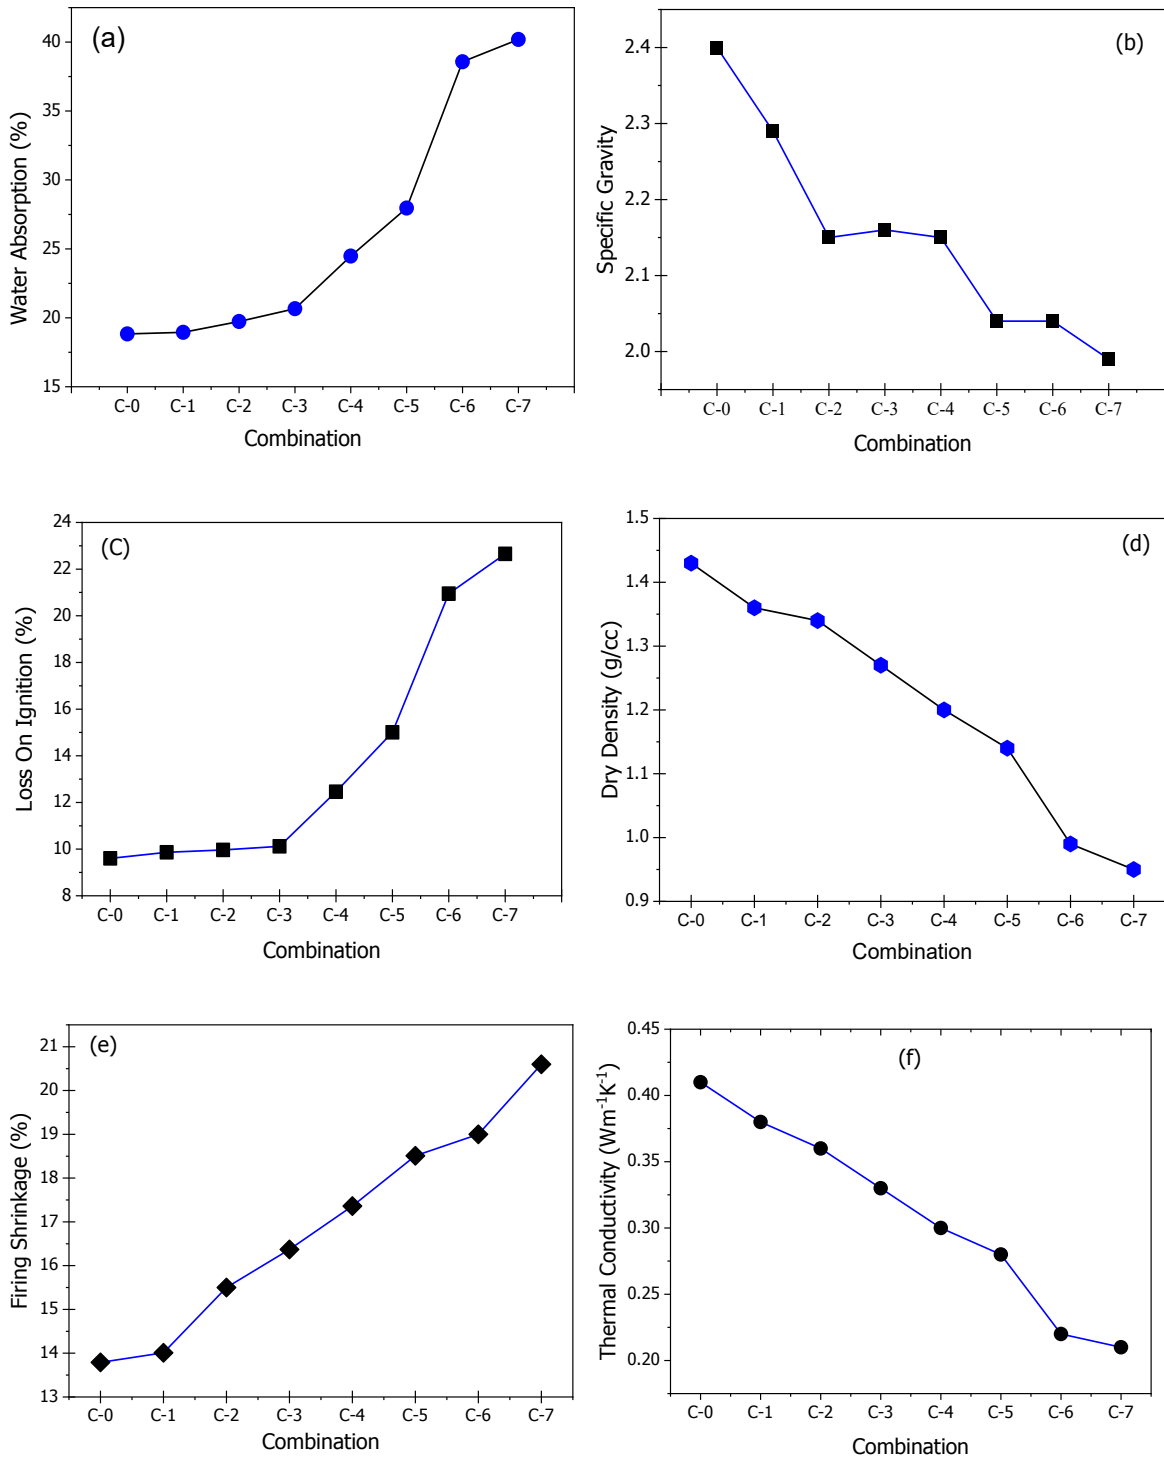 (a)
Water Absorption (%)
40
35
30
25
20
15
C-0 C-1 C-2 C-3 C-4 C-5 C-6 C-7
Combination
(b)
Specific Gravity
2.4
2.3
2.2
2.1
2.0
C-0 C-1 C-2 C-3 C-4 C-5 C-6 C-7
Combination
(C)
Loss On Ignition (%)
24
22
20
18
16
14
12
10
8
C-0 C-1 C-2 C-3 C-4 C-5 C-6 C-7
Combination
(d)
Dry Density (g/cc)
1.5
1.4
1.3
1.2
1.1
1.0
0.9
C-0 C-1 C-2 C-3 C-4 C-5 C-6 C-7
Combination
(e)
Firing Shrinkage (%)
21
20
19
18
17
16
15
14
13
C-0 C-1 C-2 C-3 C-4 C-5 C-6 C-7
Combination
(f)
Thermal Conductivity (Wm⁻¹K⁻¹)
0.45
0.40
0.35
0.30
0.25
0.20
C-0 C-1 C-2 C-3 C-4 C-5 C-6 C-7
Combination